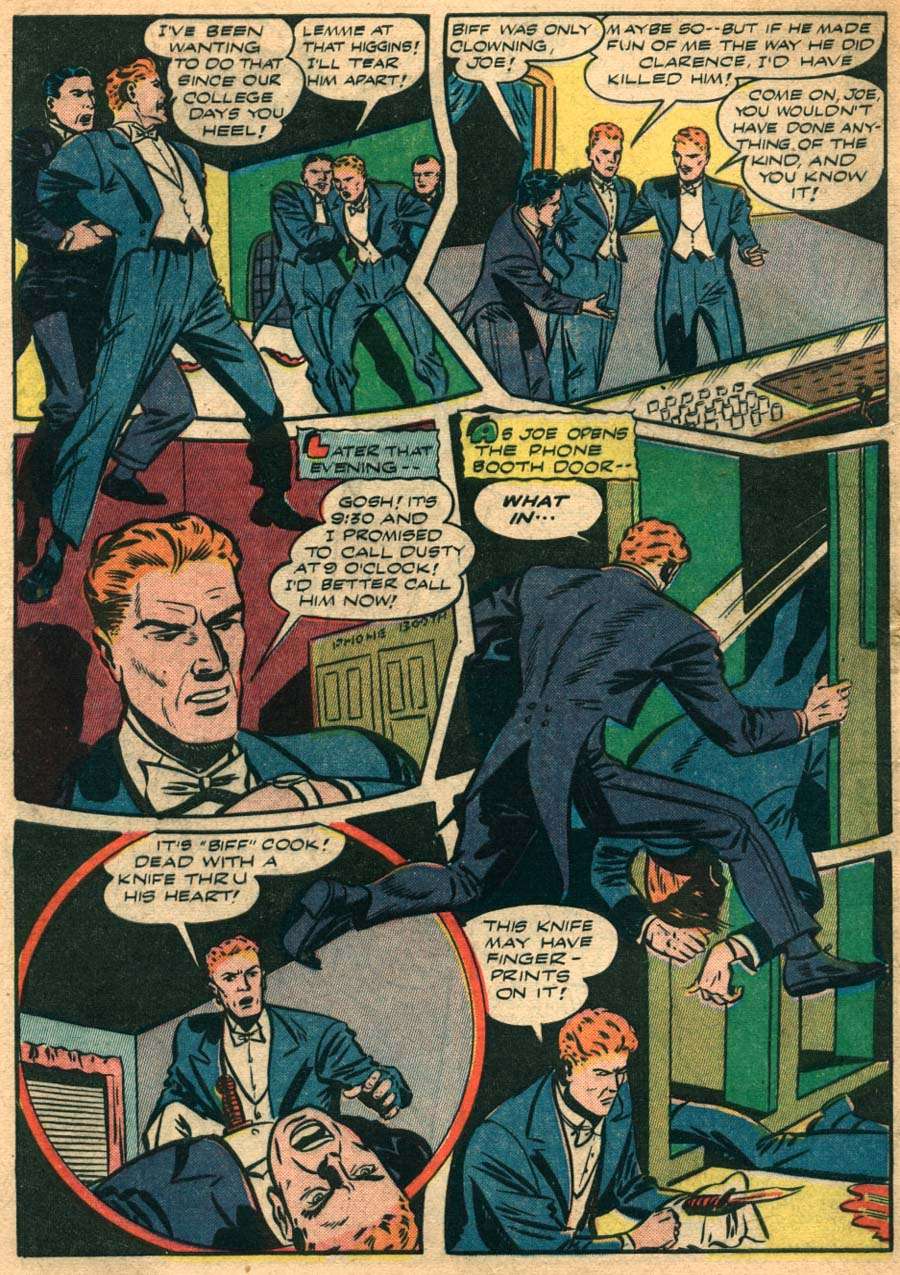 I'VE BEEN
WANTING
TO DO THAT
SINCE OUR
COLLEGE
DAYS YOU
HEEL!
LEMME AT
THAT HIGGINS!
I'LL TEAR
HIM APART!
BIFF WAS ONLY
CLOWNING,
JOE!
MAYBE SO--BUT IF HE MADE
FUN OF ME THE WAY HE DID
CLARENCE, I'D HAVE
KILLED HIM!
COME ON, JOE,
YOU WOULDN'T
HAVE DONE ANY-
THING OF THE
KIND, AND
YOU KNOW
IT!
LATER THAT
EVENING--
GOSH! IT'S
9:30 AND
I PROMISED
TO CALL DUSTY
AT 9 O'CLOCK!
I'D BETTER CALL
HIM NOW!
PHONE BOOTH
AS JOE OPENS
THE PHONE
BOOTH DOOR--
WHAT
IN...
IT'S "BIFF" COOK!
DEAD WITH A
KNIFE THRU
HIS HEART!
THIS KNIFE
MAY HAVE
FINGER-
PRINTS
ON IT!